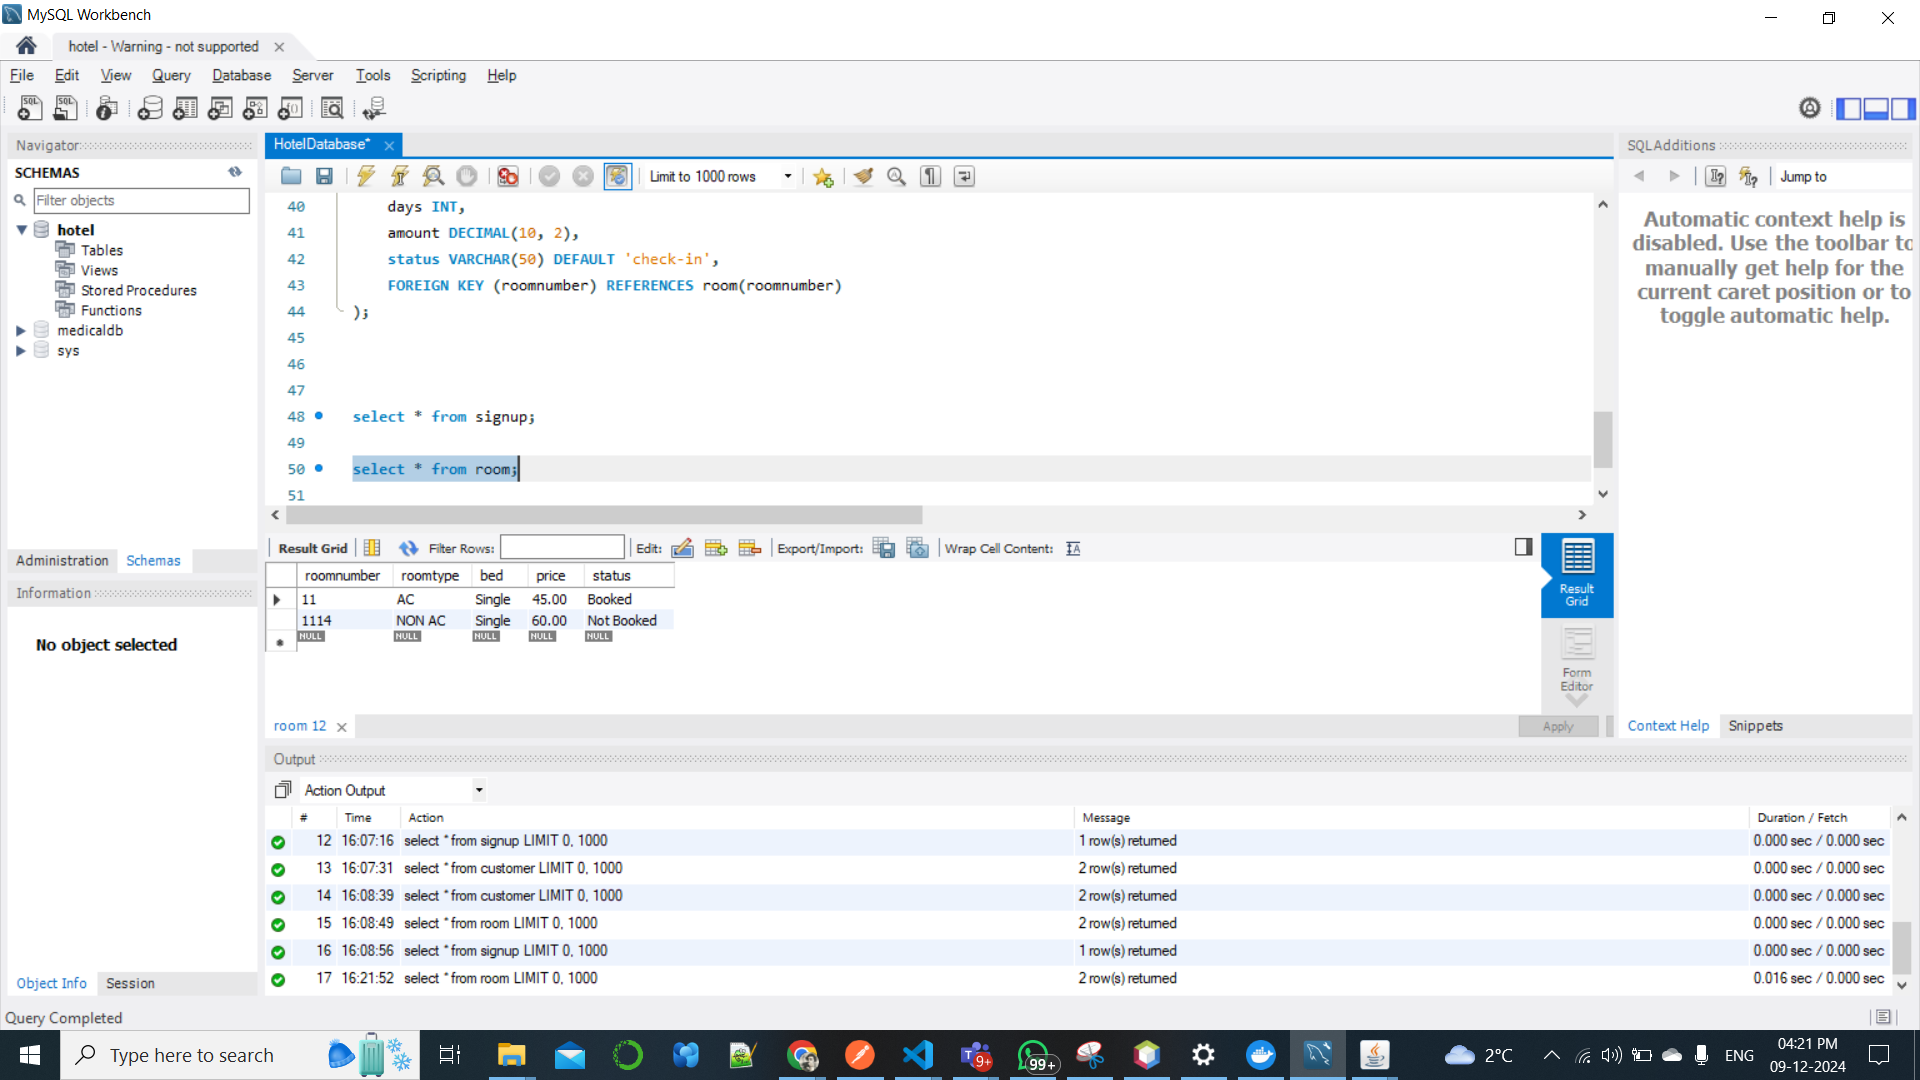 MySQL Workbench
hotel - Warning - not supported
File Edit View Query Database Server Tools Scripting Help
Navigator
SCHEMAS
Filter objects
hotel
Tables
Views
Stored Procedures
Functions
medicaldb
sys
Administration Schemas
Information
No object selected
Object Info Session
HotelDatabase*
Limit to 1000 rows
40 days INT,
41 amount DECIMAL(10, 2),
42 status VARCHAR(50) DEFAULT 'check-in',
43 FOREIGN KEY (roomnumber) REFERENCES room(roomnumber)
44 );
45
46
47
48 select * from signup;
49
50 select * from room;
51
Result Grid Filter Rows: Edit: Export/Import: Wrap Cell Content:
roomnumber roomtype bed price status
11 AC Single 45.00 Booked
1114 NON AC Single 60.00 Not Booked
NULL NULL NULL NULL NULL
Result Grid
Form Editor
room 12
Apply
SQLAdditions
Jump to
Automatic context help is
disabled. Use the toolbar to
manually get help for the
current caret position or to
toggle automatic help.
Context Help Snippets
Output
Action Output
# Time Action Message Duration / Fetch
12 16:07:16 select * from signup LIMIT 0, 1000 1 row(s) returned 0.000 sec / 0.000 sec
13 16:07:31 select * from customer LIMIT 0, 1000 2 row(s) returned 0.000 sec / 0.000 sec
14 16:08:39 select * from customer LIMIT 0, 1000 2 row(s) returned 0.000 sec / 0.000 sec
15 16:08:49 select * from room LIMIT 0, 1000 2 row(s) returned 0.000 sec / 0.000 sec
16 16:08:56 select * from signup LIMIT 0, 1000 1 row(s) returned 0.000 sec / 0.000 sec
17 16:21:52 select * from room LIMIT 0, 1000 2 row(s) returned 0.016 sec / 0.000 sec
Query Completed
Type here to search
9+
99+
2°C
ENG
04:21 PM
09-12-2024